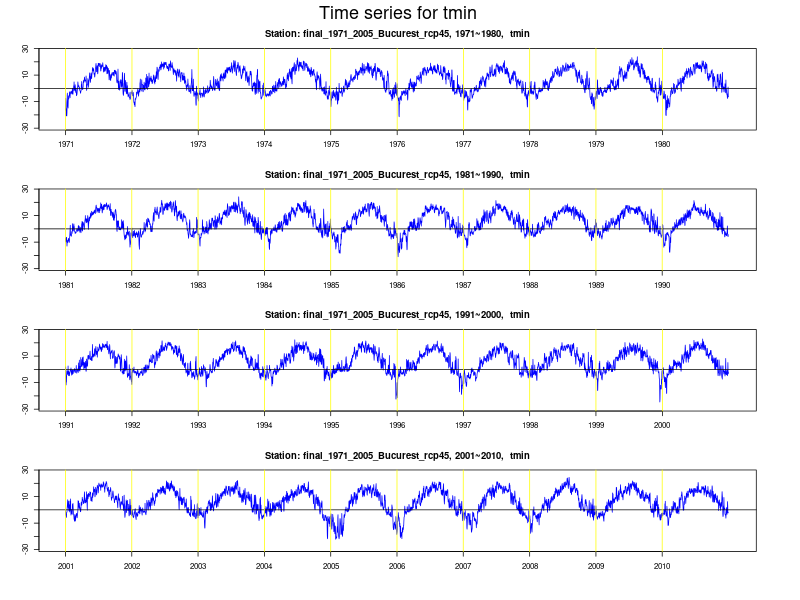 Time series for tmin
Station: final_1971_2005_Bucurest_rcp45, 1971~1980, tmin
30
10
-10
-30
1971 1972 1973 1974 1975 1976 1977 1978 1979 1980
Station: final_1971_2005_Bucurest_rcp45, 1981~1990, tmin
30
10
-10
-30
1981 1982 1983 1984 1985 1986 1987 1988 1989 1990
Station: final_1971_2005_Bucurest_rcp45, 1991~2000, tmin
30
10
-10
-30
1991 1992 1993 1994 1995 1996 1997 1998 1999 2000
Station: final_1971_2005_Bucurest_rcp45, 2001~2010, tmin
30
10
-10
-30
2001 2002 2003 2004 2005 2006 2007 2008 2009 2010